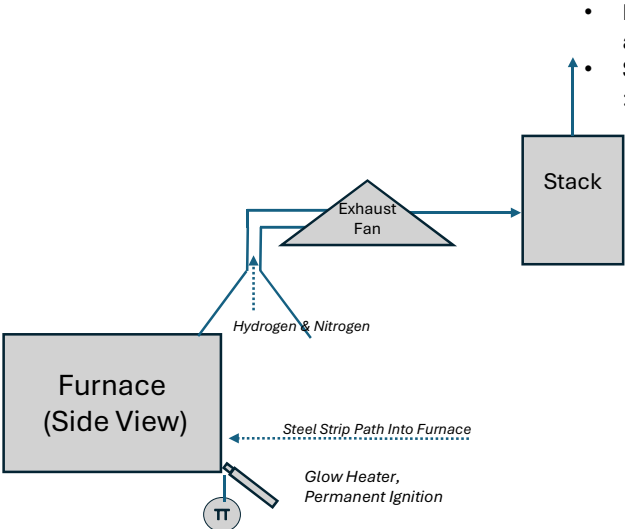 Stack
Exhaust
Fan
Hydrogen & Nitrogen
Furnace
(Side View)
Steel Strip Path Into Furnace
Glow Heater,
Permanent Ignition
TT